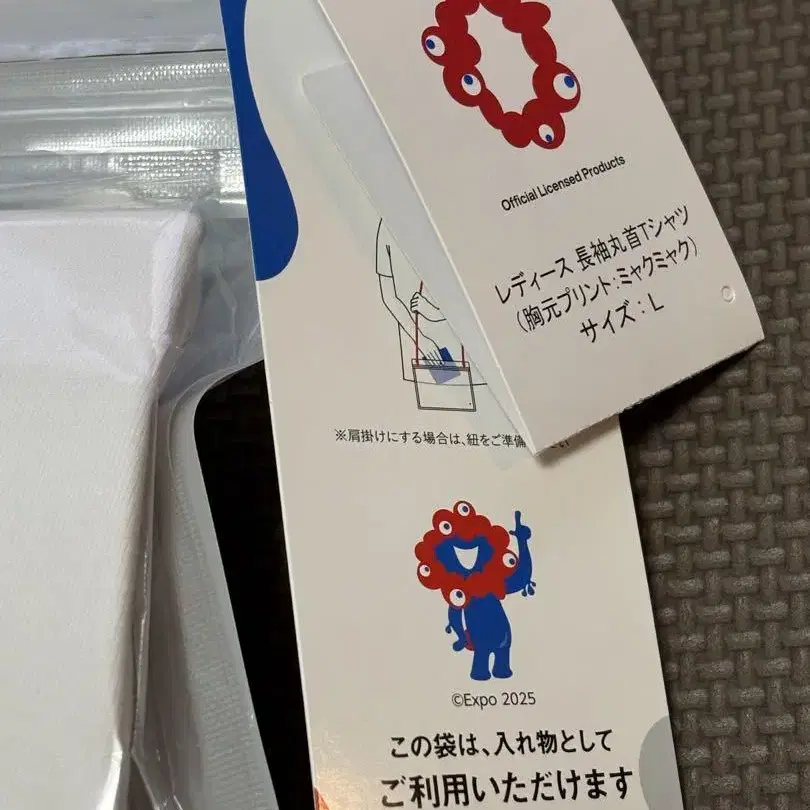 Official Licensed Products
レディース 長袖丸首Tシャツ
(胸元プリント:ミャクミャク)
サイズ:L
※肩掛けにする場合は、紐をご準備
©Expo 2025
この袋は、入れ物として
ご利用いただけます